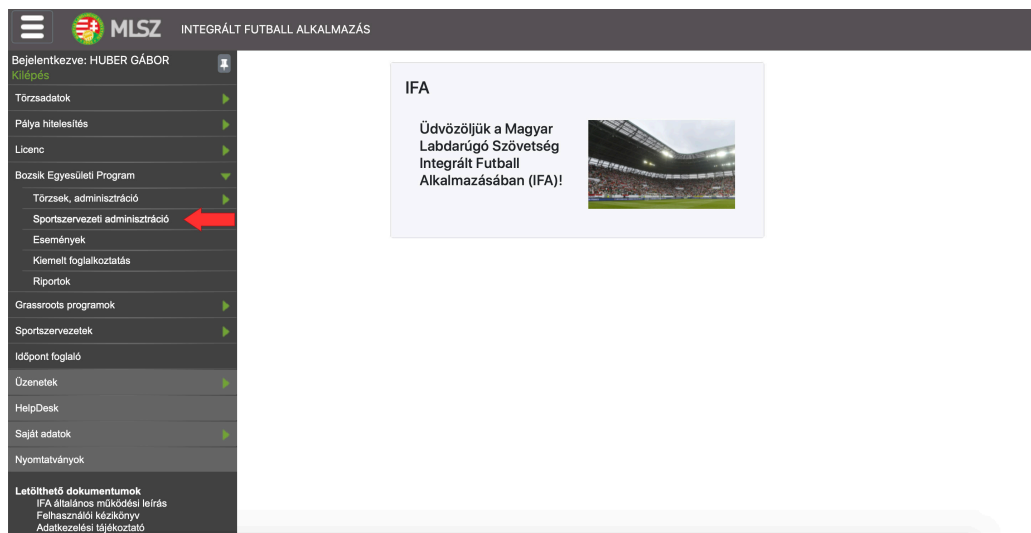 MLSZ INTEGRÁLT FUTBALL ALKALMAZÁS
Bejelentkezve: HUBER GÁBOR
Kilépés
Törzsadatok
Pálya hitelesítés
Licenc
Bozsik Egyesületi Program
Törzsek, adminisztráció
Sportszervezeti adminisztráció
Események
Kiemelt foglalkoztatás
Riportok
Grassroots programok
Sportszervezetek
Időpont foglaló
Üzenetek
HelpDesk
Saját adatok
Nyomtatványok
Letölthető dokumentumok
IFA általános működési leírás
Felhasználói kézikönyv
Adatkezelési tájékoztató
IFA
Üdvözöljük a Magyar
Labdarúgó Szövetség
Integrált Futball
Alkalmazásában (IFA)!